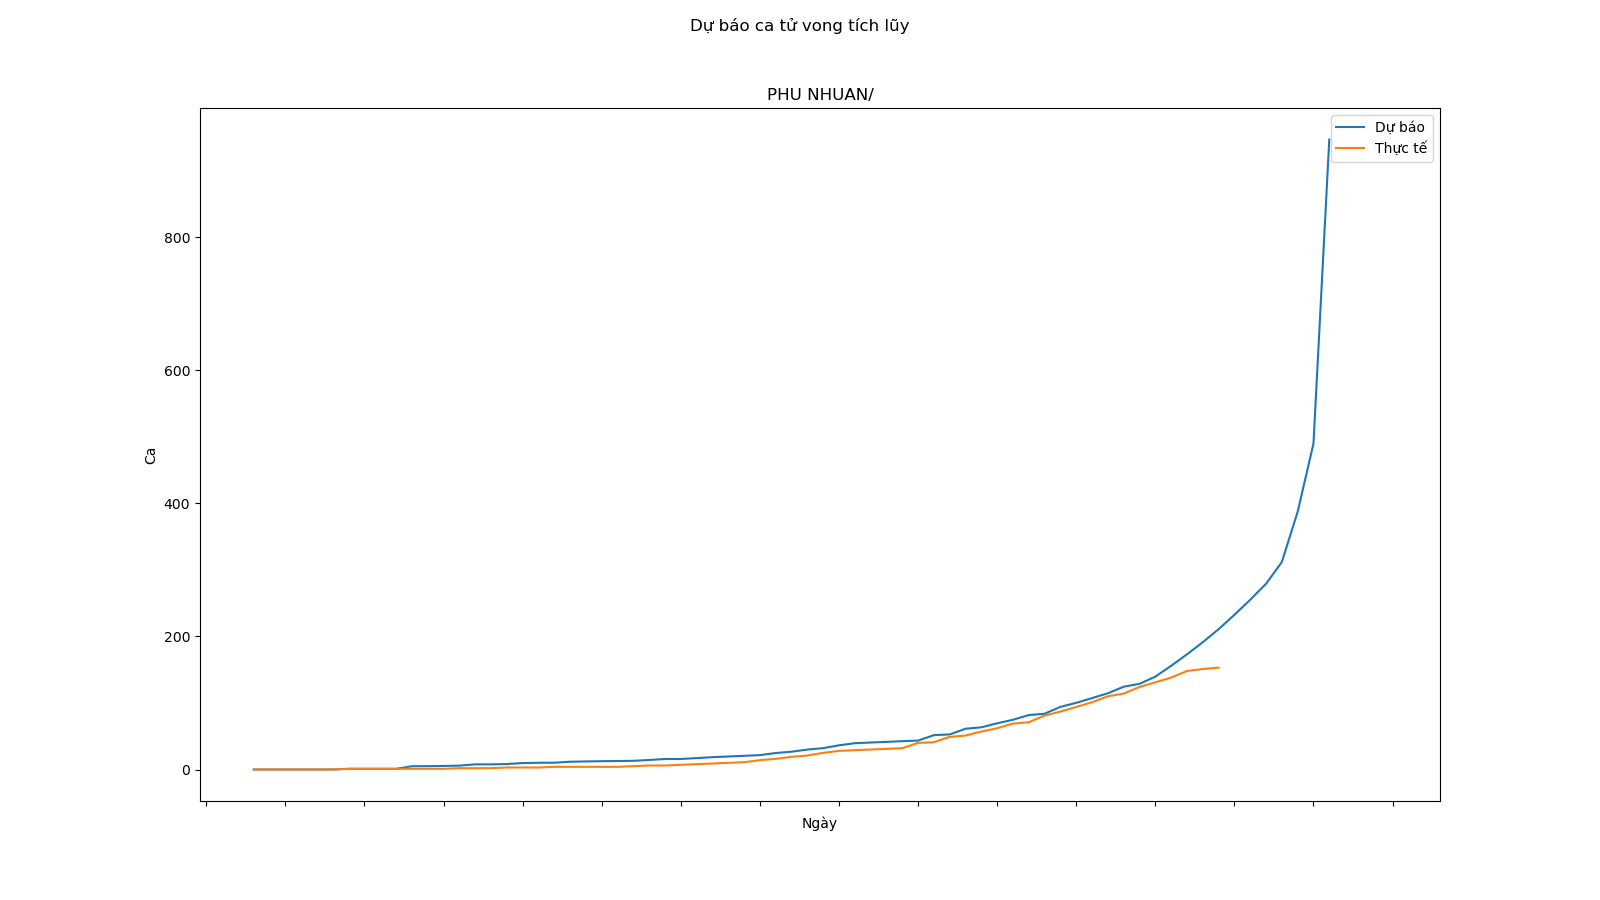 Dự báo ca tử vong tích lũy
PHU NHUAN/
Dự báo
Thực tế
800
600
400
200
0
Ca
Ngày